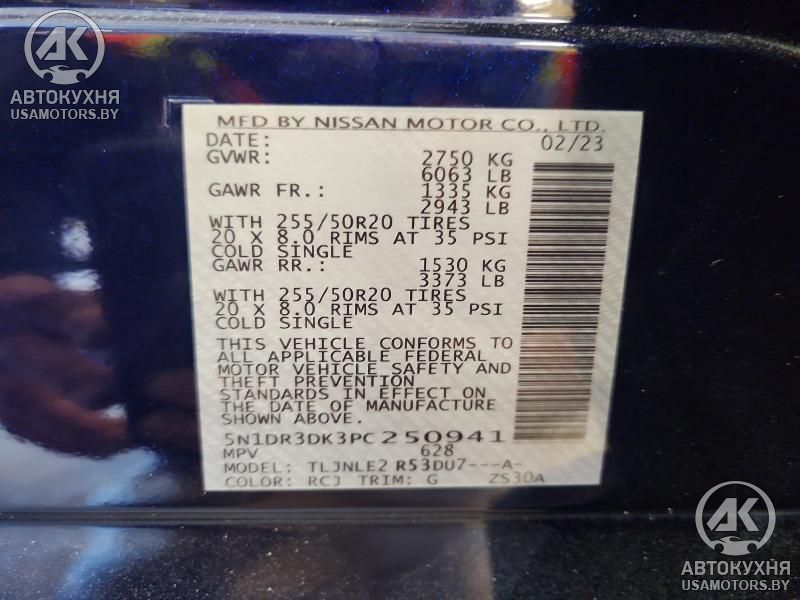 AK
АВТОКУХНЯ
USAMOTORS.BY
MFD BY NISSAN MOTOR CO., LTD.
DATE: 02/23
GVWR: 2750 KG
6063 LB
GAWR FR.: 1335 KG
2943 LB
WITH 255/50R20 TIRES
20 X 8.0 RIMS AT 35 PSI
COLD SINGLE
GAWR RR.: 1530 KG
3373 LB
WITH 255/50R20 TIRES
20 X 8.0 RIMS AT 35 PSI
COLD SINGLE
THIS VEHICLE CONFORMS TO
ALL APPLICABLE FEDERAL
MOTOR VEHICLE SAFETY AND
THEFT PREVENTION
STANDARDS IN EFFECT ON
THE DATE OF MANUFACTURE
SHOWN ABOVE.
5N1DR3DK3PC250941
MPV 628
MODEL: TLJNLE2 R53DU7---A-
COLOR: RCJ TRIM: G ZS30A
AK
АВТОКУХНЯ
USAMOTORS.BY